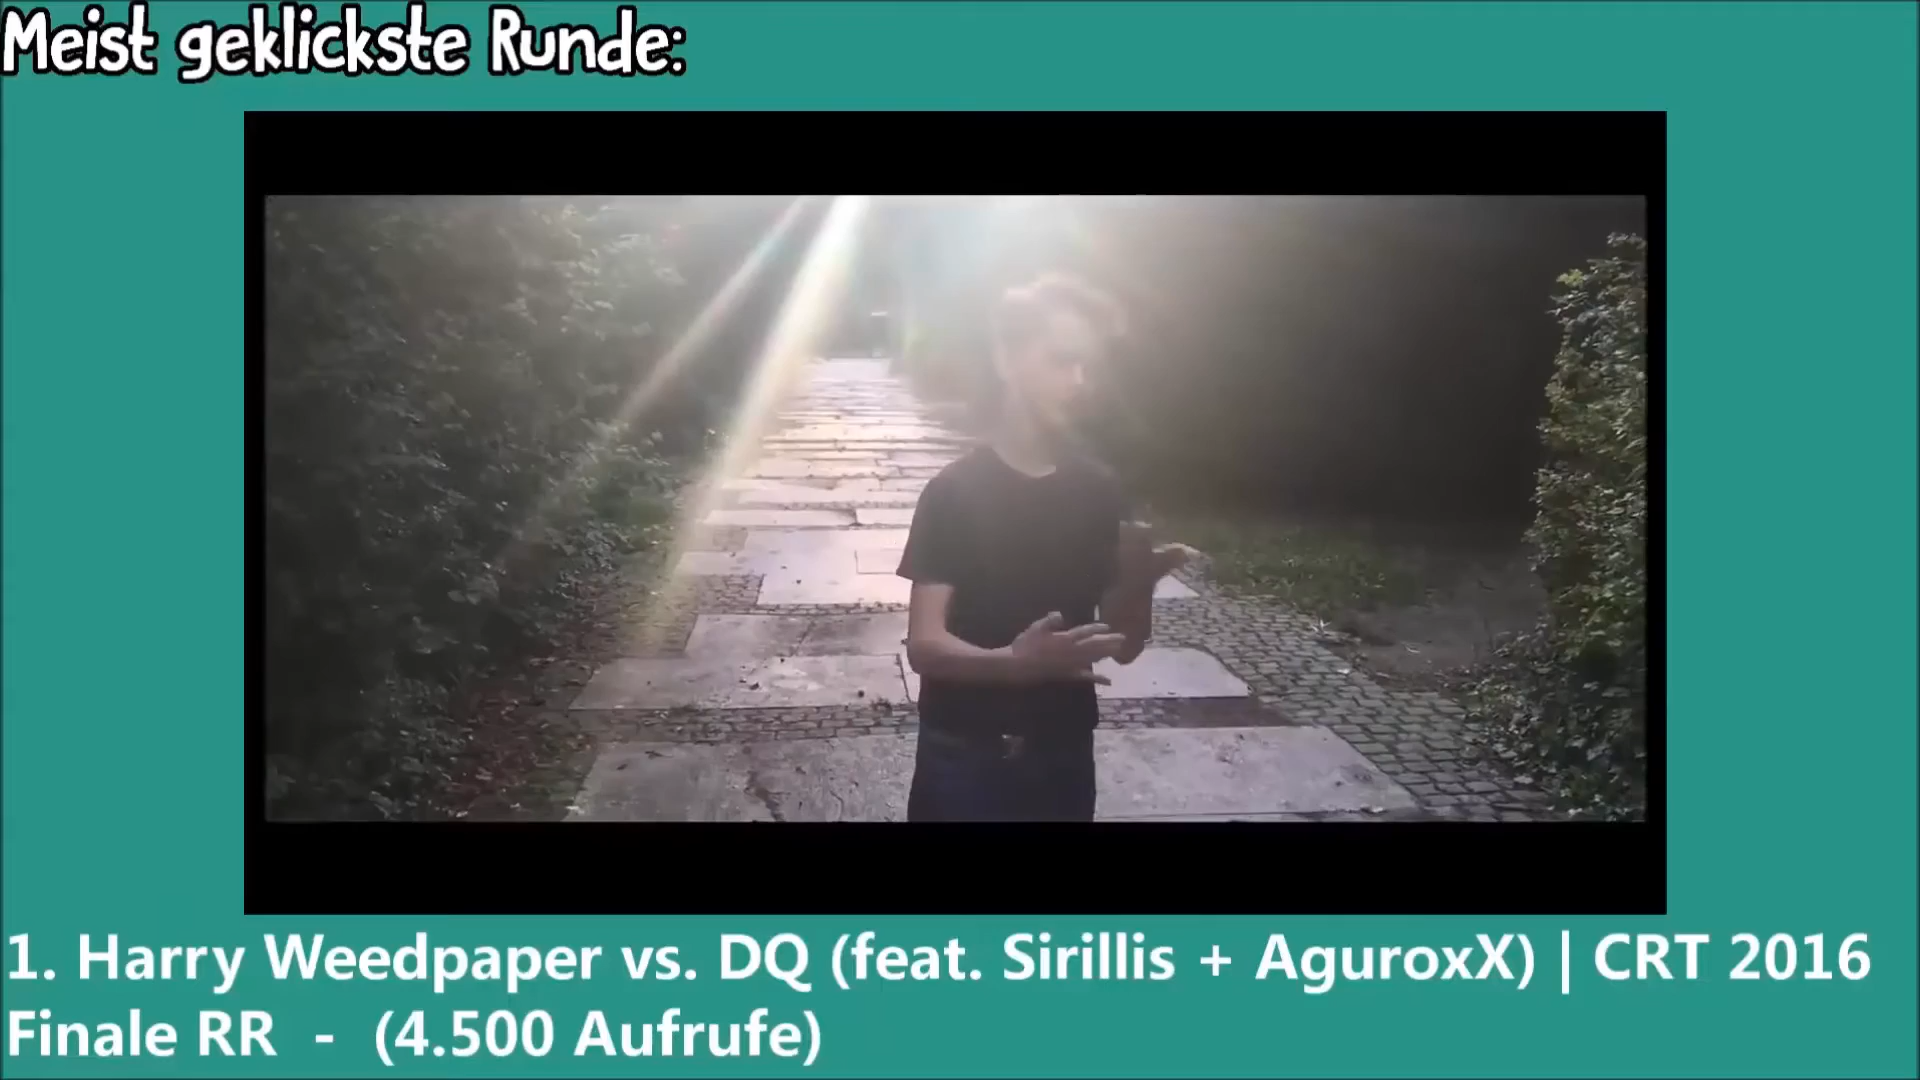 Meist geklickste Runde:
1. Harry Weedpaper vs. DQ (feat. Sirillis + AguroxX) | CRT 2016
Finale RR - (4.500 Aufrufe)